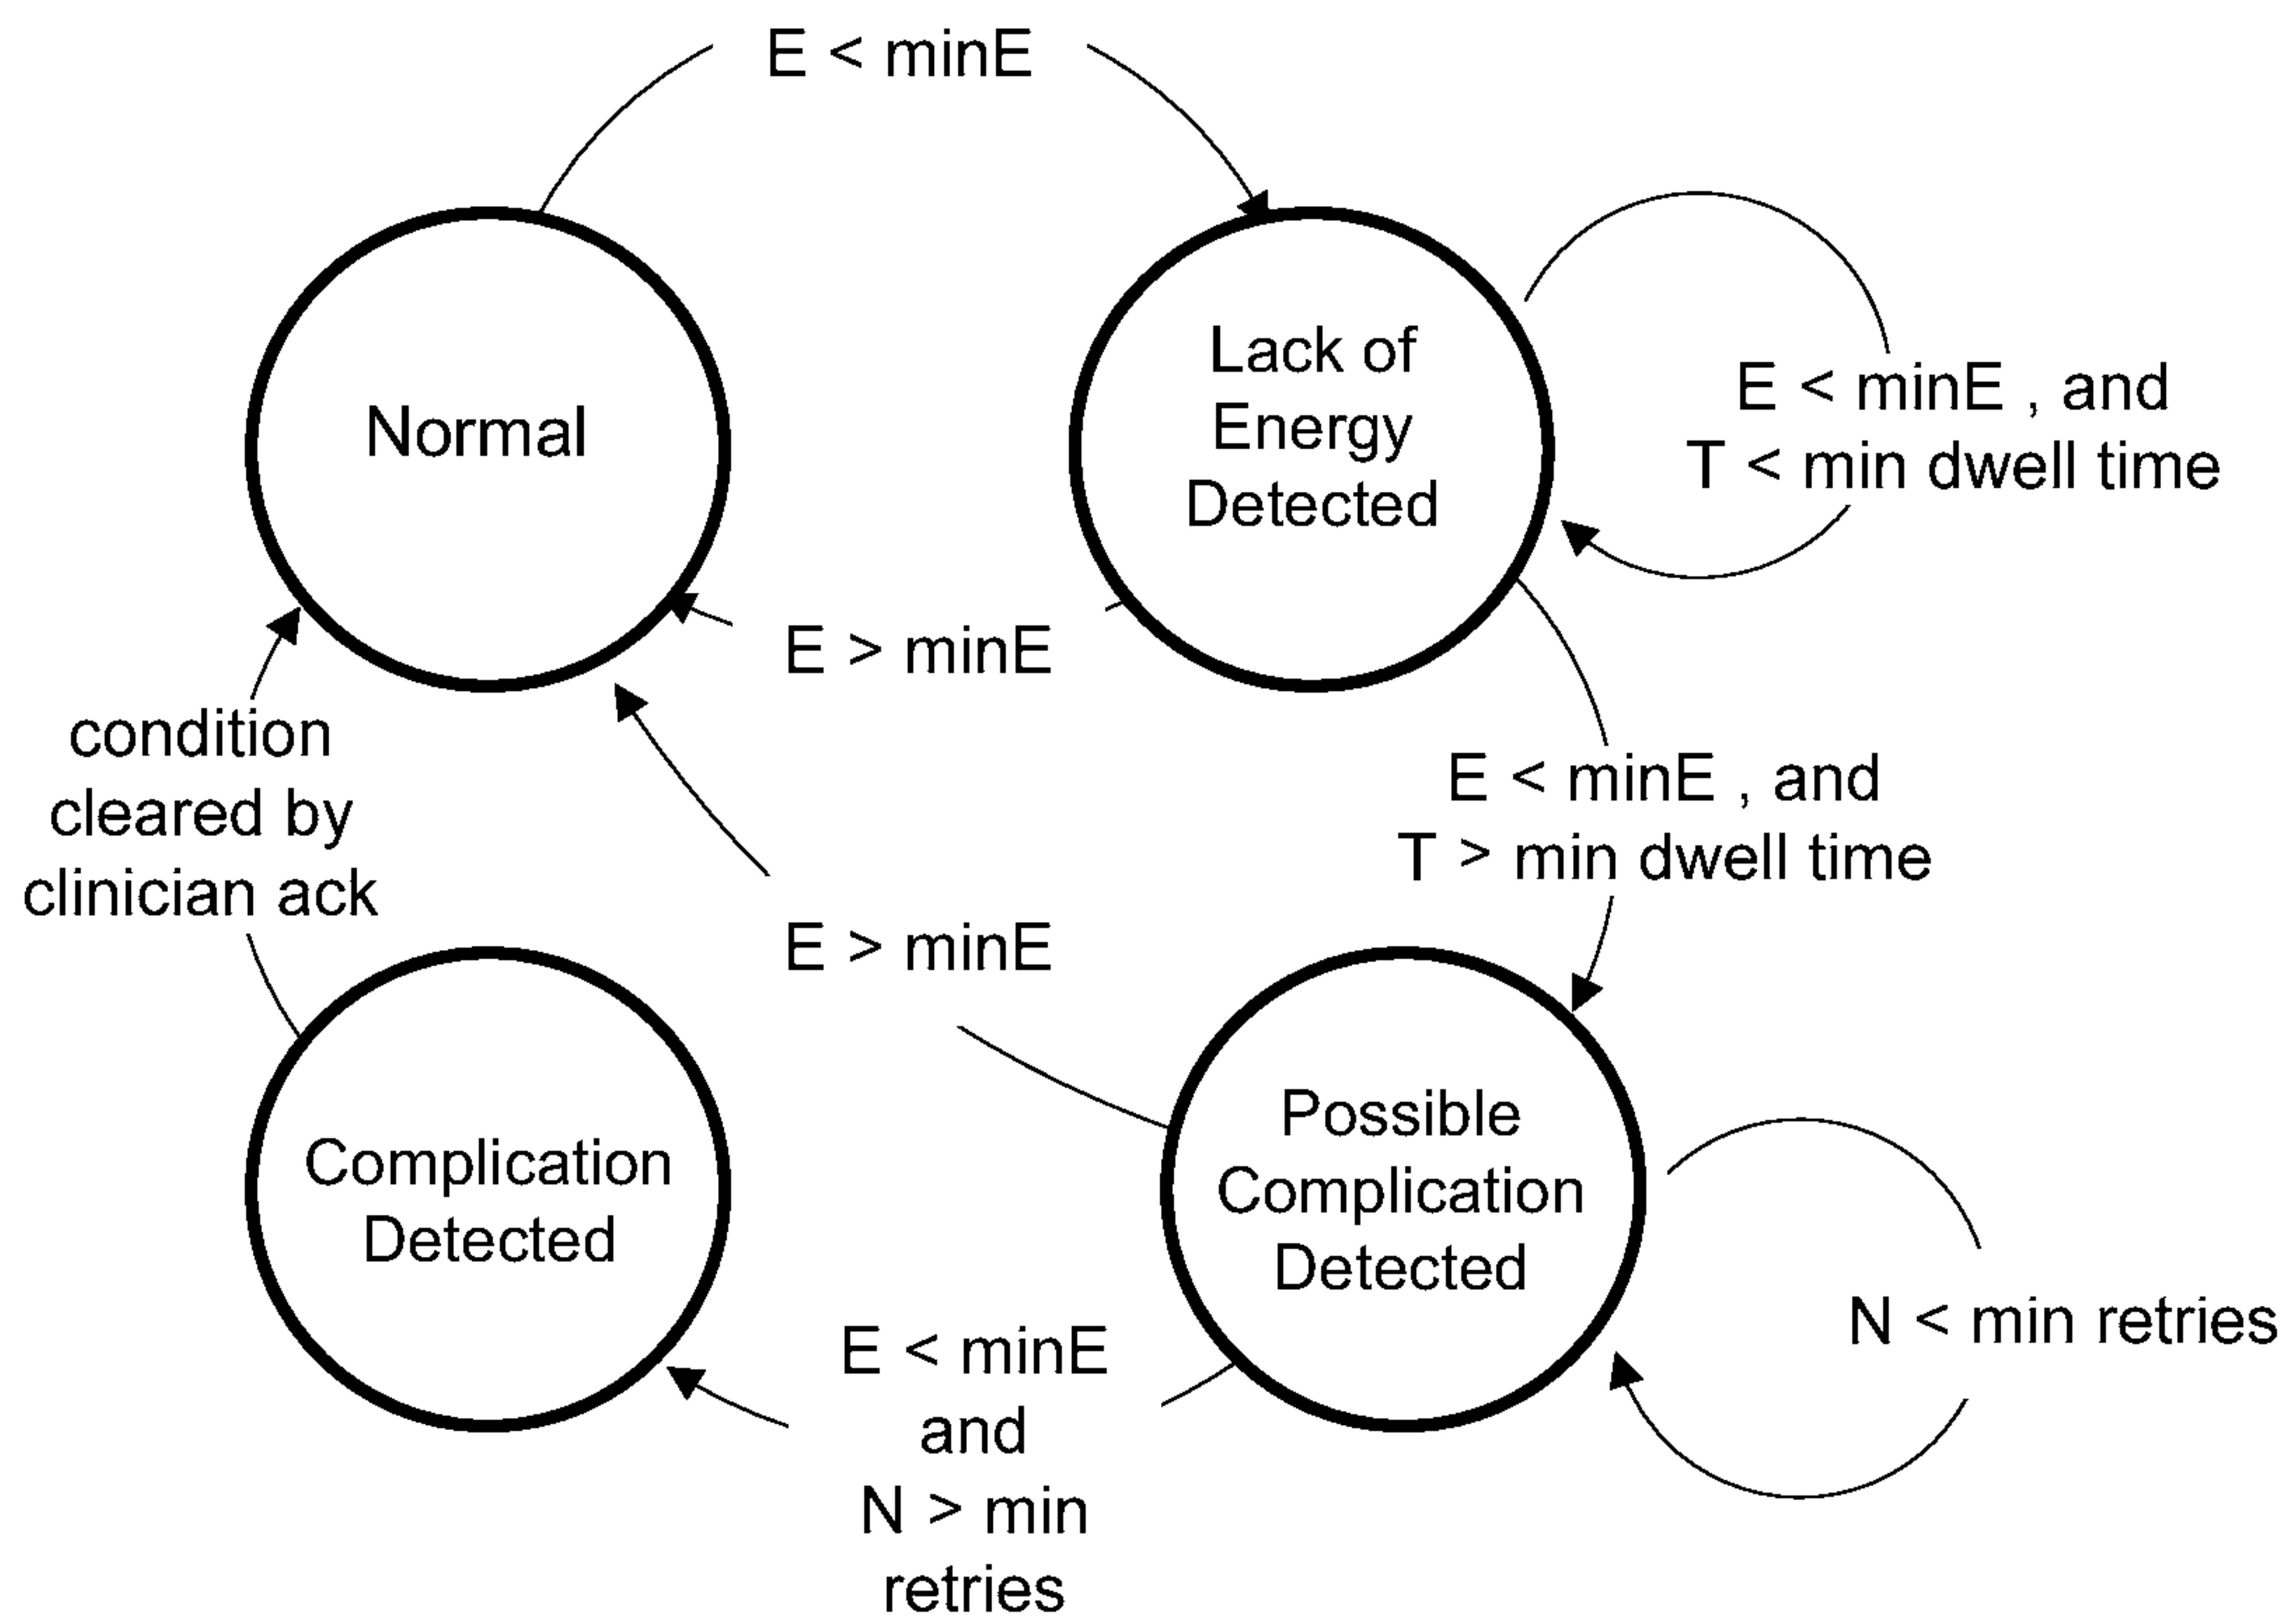 E < minE
Normal
Lack of
Energy
Detected
E < minE , and
T < min dwell time
E > minE
condition
cleared by
clinician ack
E < minE , and
T > min dwell time
E > minE
Complication
Detected
Possible
Complication
Detected
N < min retries
E < minE
and
N > min
retries